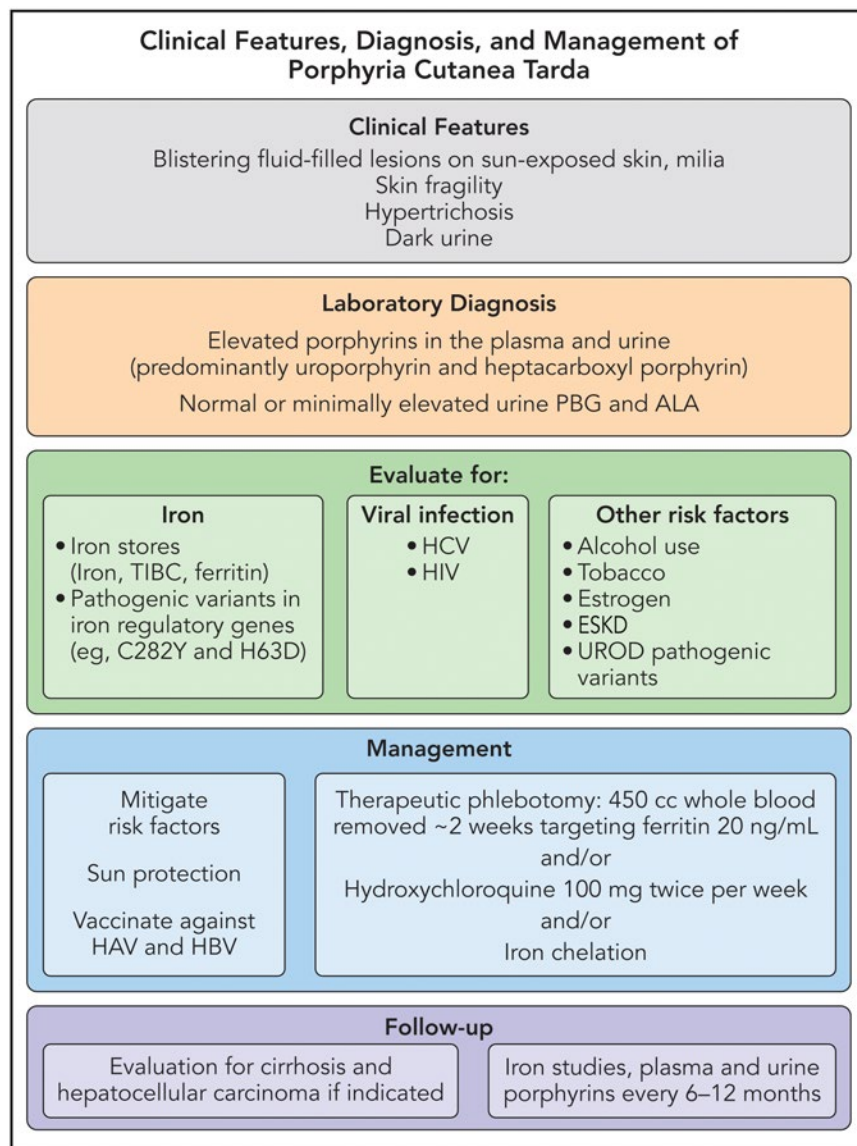 Clinical Features, Diagnosis, and Management of
Porphyria Cutanea Tarda
Clinical Features
Blistering fluid-filled lesions on sun-exposed skin, milia
Skin fragility
Hypertrichosis
Dark urine
Laboratory Diagnosis
Elevated porphyrins in the plasma and urine
(predominantly uroporphyrin and heptacarboxyl porphyrin)
Normal or minimally elevated urine PBG and ALA
Evaluate for:
Iron
• Iron stores
(Iron, TIBC, ferritin)
• Pathogenic variants in
iron regulatory genes
(eg, C282Y and H63D)
Viral infection
• HCV
• HIV
Other risk factors
• Alcohol use
• Tobacco
• Estrogen
• ESKD
• UROD pathogenic
variants
Management
Mitigate
risk factors
Sun protection
Vaccinate against
HAV and HBV
Therapeutic phlebotomy: 450 cc whole blood
removed ~2 weeks targeting ferritin 20 ng/mL
and/or
Hydroxychloroquine 100 mg twice per week
and/or
Iron chelation
Follow-up
Evaluation for cirrhosis and
hepatocellular carcinoma if indicated
Iron studies, plasma and urine
porphyrins every 6–12 months